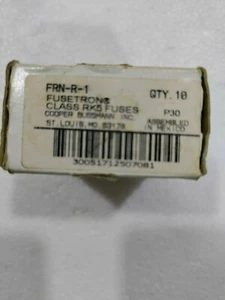 FRN-R-1 QTY. 10
FUSETRON®
CLASS RK5 FUSES P30
COOPER BUSSMANN INC. ASSEMBLED
ST. LOUIS, MO. 63178 IN MEXICO
30051712507081